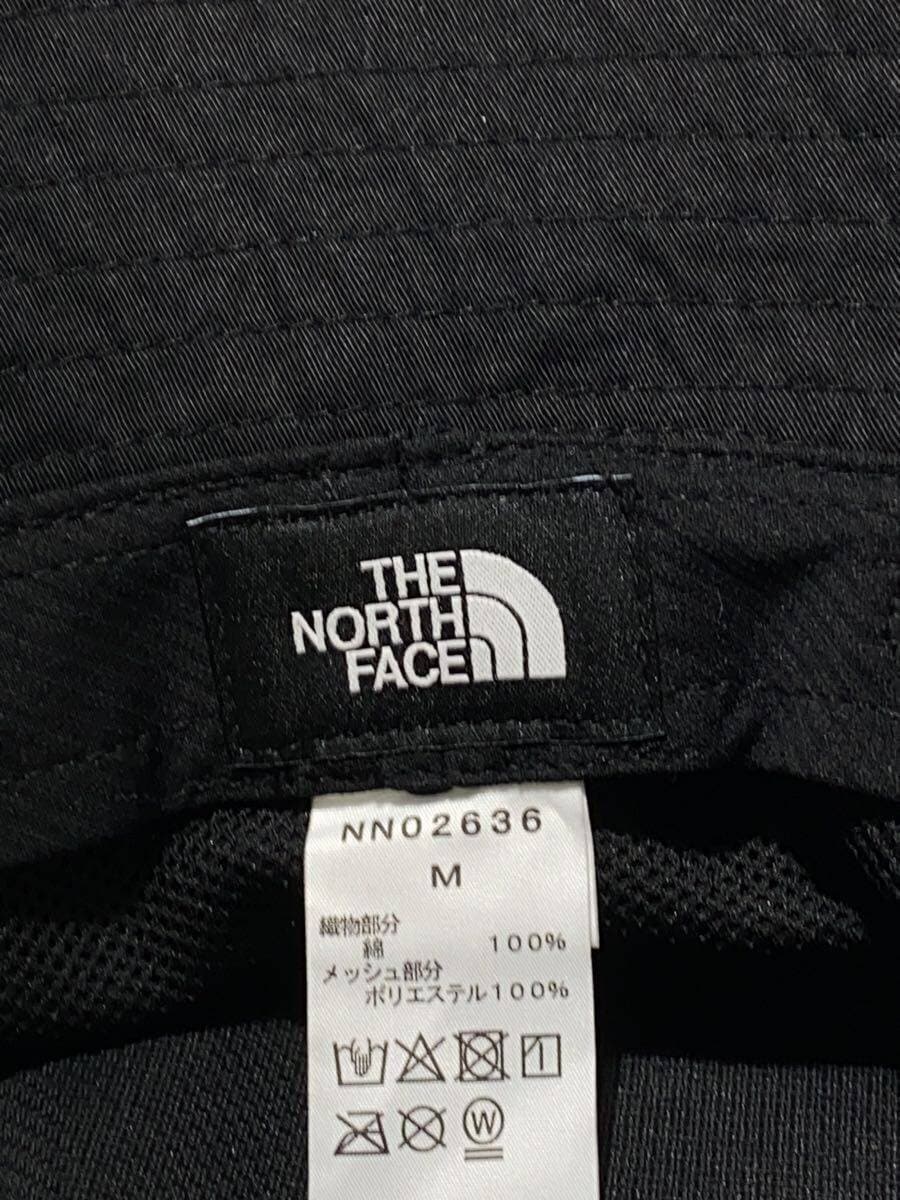 THE
NORTH
FACE
NN02636
M
織物部分
綿 100%
メッシュ部分
ポリエステル100%
W